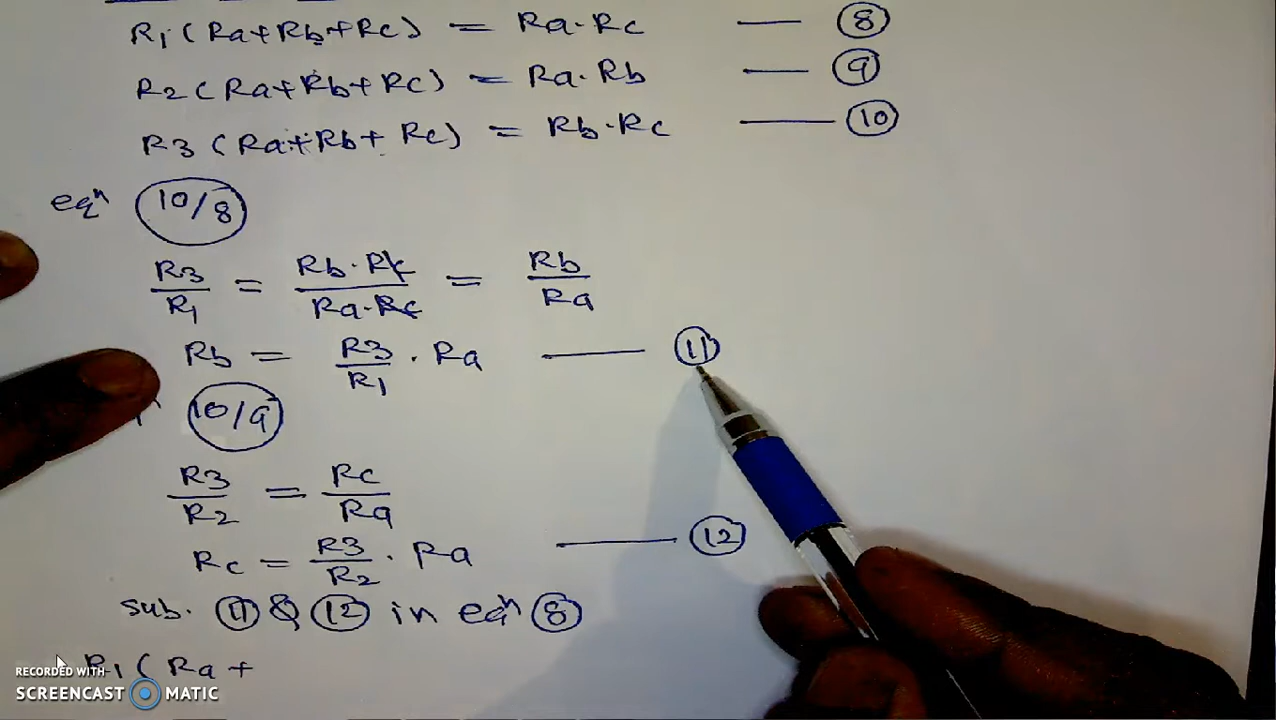 R1 (Ra+Rb+Rc) = Ra.Rc —— 8
R2 (Ra+Rb+Rc) = Ra.Rb —— 9
R3 (Ra+Rb+Rc) = Rb.Rc —— 10
eqn 10/8
R3/R1 = Rb.Rc/Ra.Rc = Rb/Ra
Rb = R3/R1 . Ra —— 11
10/9
R3/R2 = Rc/Ra
Rc = R3/R2 . Ra —— 12
sub. 11 & 12 in eqn 8
R1 (Ra +
RECORDED WITH
SCREENCAST MATIC